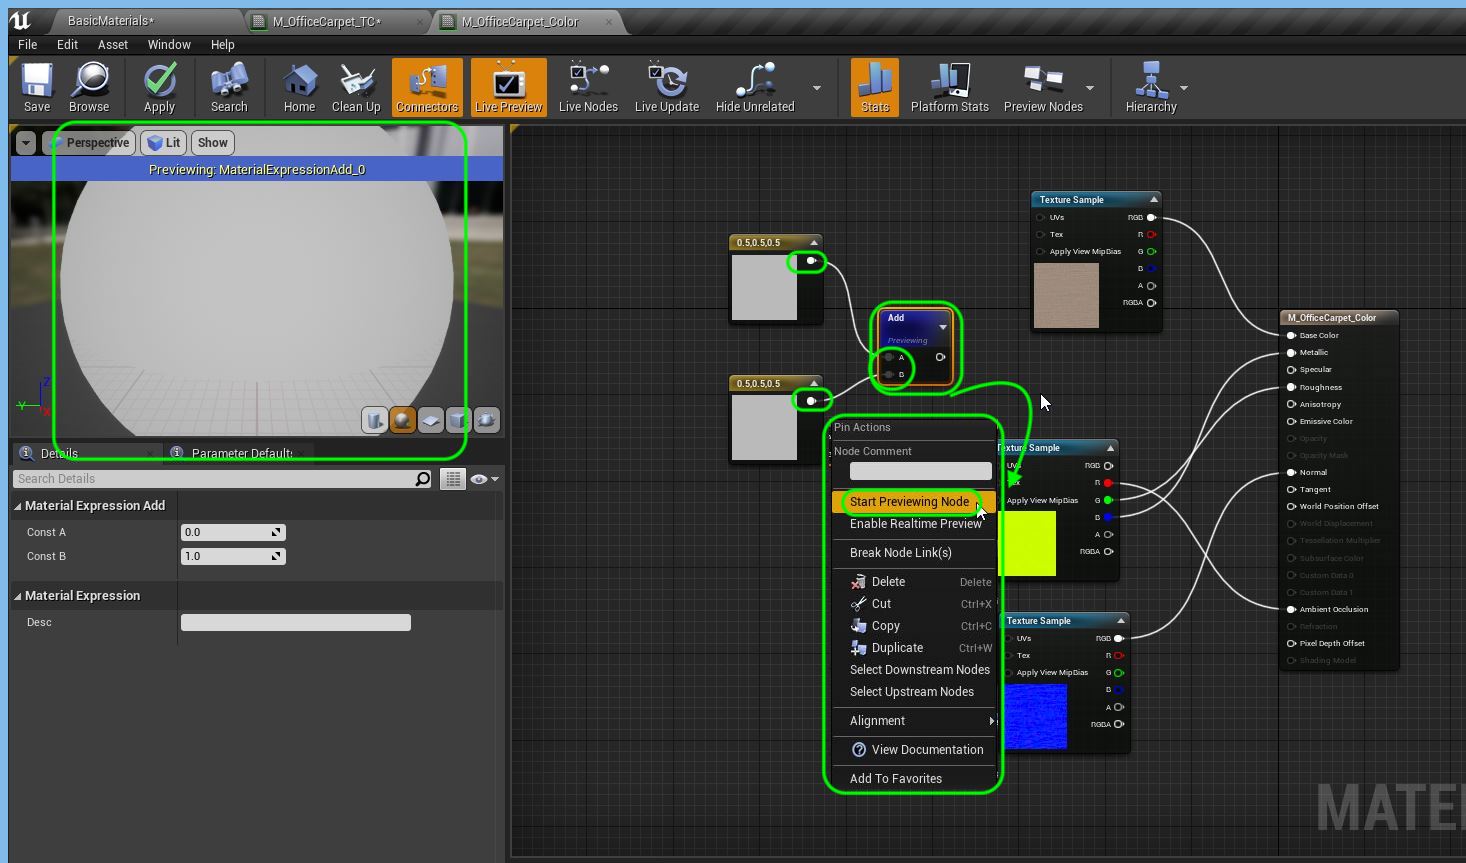 BasicMaterials*
M_OfficeCarpet_TC*
M_OfficeCarpet_Color
File Edit Asset Window Help
Save Browse Apply Search Home Clean Up Connectors Live Preview Live Nodes Live Update Hide Unrelated Stats Platform Stats Preview Nodes Hierarchy
Perspective Lit Show
Previewing: MaterialExpressionAdd_0
Z
Y
X
Details
Parameter Defaults
Search Details
Material Expression Add
Const A 0.0
Const B 1.0
Material Expression
Desc
0.5,0.5,0.5
0.5,0.5,0.5
Add
Previewing
A
B
Texture Sample
UVs RGB
Tex R
Apply View MipBias G
B
A
RGBA
Pin Actions
Node Comment
Start Previewing Node
Enable Realtime Preview
Break Node Link(s)
Delete Delete
Cut Ctrl+X
Copy Ctrl+C
Duplicate Ctrl+W
Select Downstream Nodes
Select Upstream Nodes
Alignment
View Documentation
Add To Favorites
Texture Sample
UVs RGB
Tex R
Apply View MipBias G
B
A
RGBA
Texture Sample
UVs RGB
Tex R
Apply View MipBias G
B
A
RGBA
M_OfficeCarpet_Color
Base Color
Metallic
Specular
Roughness
Anisotropy
Emissive Color
Opacity
Opacity Mask
Normal
Tangent
World Position Offset
World Displacement
Tessellation Multiplier
Subsurface Color
Custom Data 0
Custom Data 1
Ambient Occlusion
Refraction
Pixel Depth Offset
Shading Model
MATE